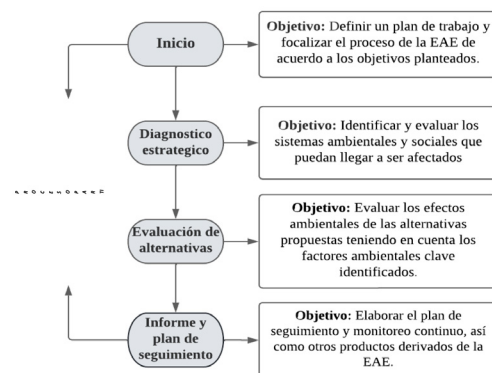 Inicio
Objetivo: Definir un plan de trabajo y
focalizar el proceso de la EAE de
acuerdo a los objetivos planteados.
Diagnostico
estrategico
Objetivo: Identificar y evaluar los
sistemas ambientales y sociales que
puedan llegar a ser afectados
P R O C E S O P A R TI
Evaluación de
alternativas
Objetivo: Evaluar los efectos
ambientales de las alternativas
propuestas teniendo en cuenta los
factores ambientales clave
identificados.
Informe y
plan de
seguimiento
Objetivo: Elaborar el plan de
seguimiento y monitoreo continuo, así
como otros productos derivados de la
EAE.